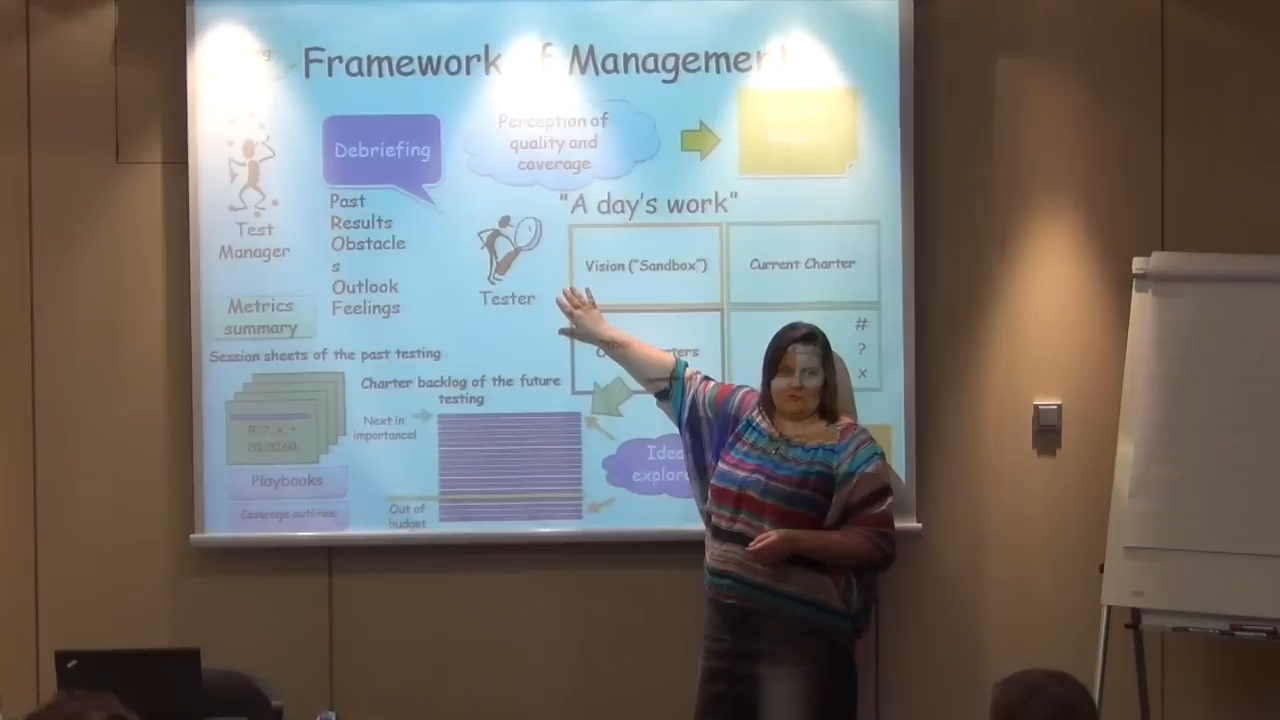 Framework of Management
Debriefing
Perception of
quality and
coverage
Past
Results
Obstacle
s
Outlook
Feelings
Test
Manager
Tester
"A day's work"
Vision ("Sandbox")
Current Charter
#
?
x
Metrics
summary
Session sheets of the past testing
Charter backlog of the future
testing
Next in
importance!
Playbooks
Coverage outlines
Out of
budget